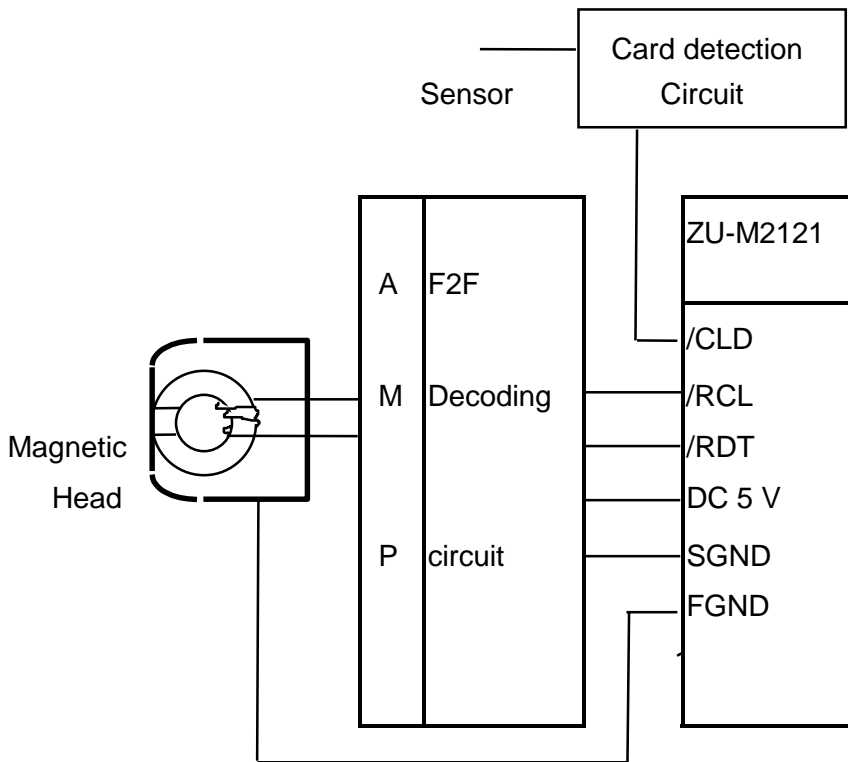 Card detection
Sensor Circuit
ZU-M2121
A F2F
/CLD
M Decoding /RCL
Magnetic /RDT
Head DC 5 V
P circuit SGND
FGND